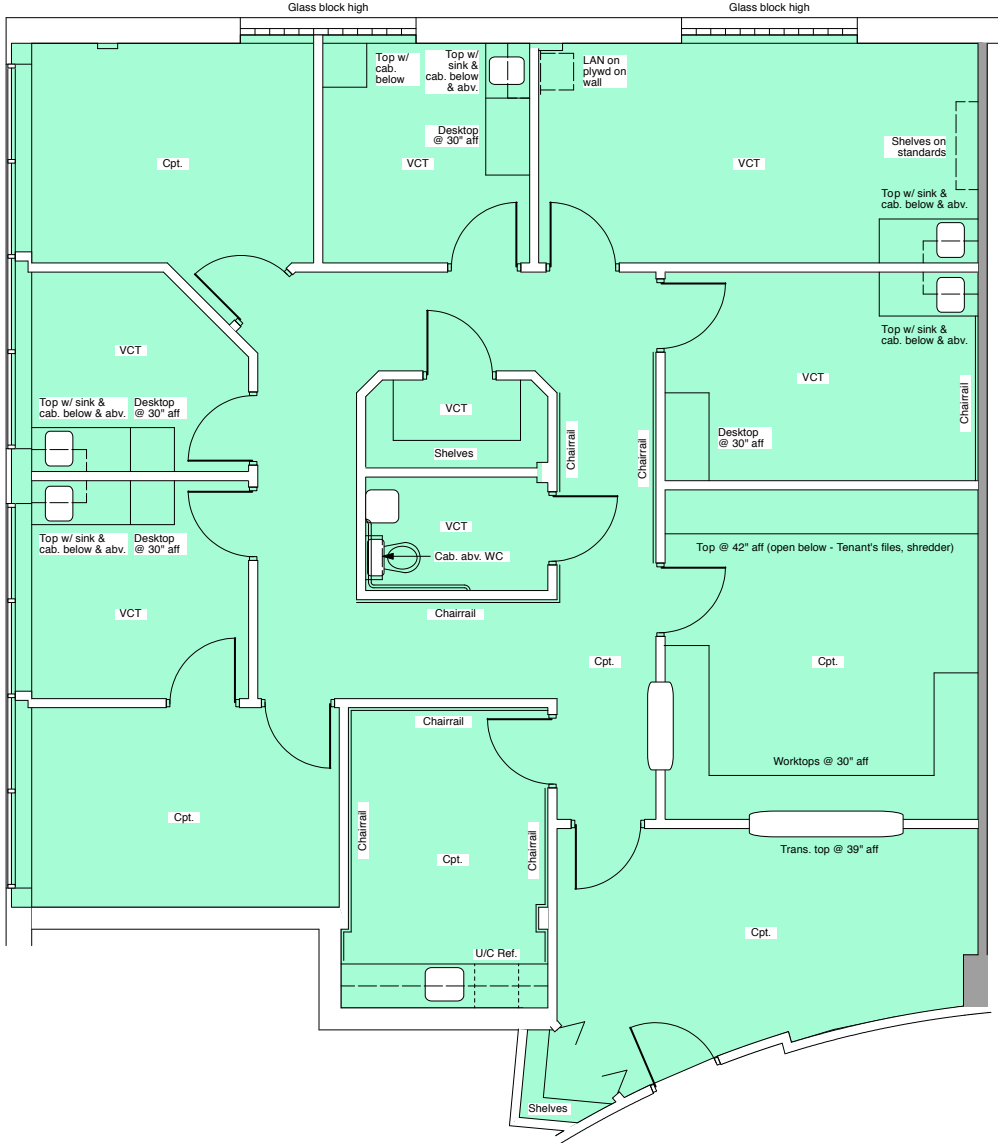 Glass block high
Glass block high
Top w/
cab.
below
Top w/
sink &
cab. below
& abv.
LAN on
plywd on
wall
Desktop
@ 30" aff
Cpt.
VCT
VCT
Shelves on
standards
Top w/ sink &
cab. below & abv.
Top w/ sink &
cab. below & abv.
VCT
VCT
Chairrail
Top w/ sink &
cab. below & abv.
Desktop
@ 30" aff
VCT
Shelves
Chairrail
Chairrail
Desktop
@ 30" aff
VCT
Cab. abv. WC
Top w/ sink &
cab. below & abv.
Desktop
@ 30" aff
Top @ 42" aff (open below - Tenant's files, shredder)
VCT
Chairrail
Cpt.
Cpt.
Chairrail
Worktops @ 30" aff
Cpt.
Chairrail
Chairrail
Cpt.
Trans. top @ 39" aff
Cpt.
U/C Ref.
Shelves